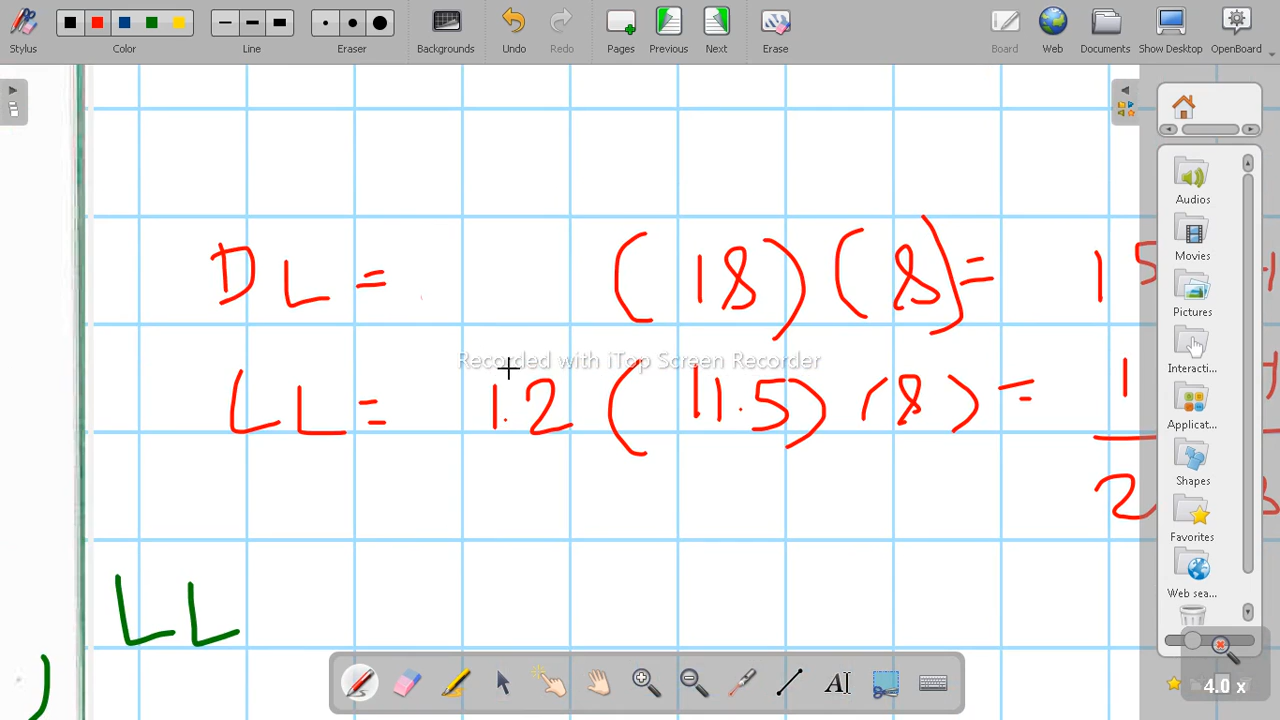 Stylus Color Line Eraser Backgrounds Undo Redo Pages Previous Next Erase Board Web Documents Show Desktop OpenBoard
DL = (18)(8) = 15
Recorded with iTop Screen Recorder
LL = 1.2 (11.5)(8) = 1
2
LL
)
Audios
Movies
Pictures
Interacti...
Applicat...
Shapes
Favorites
Web sea...
4.0 x